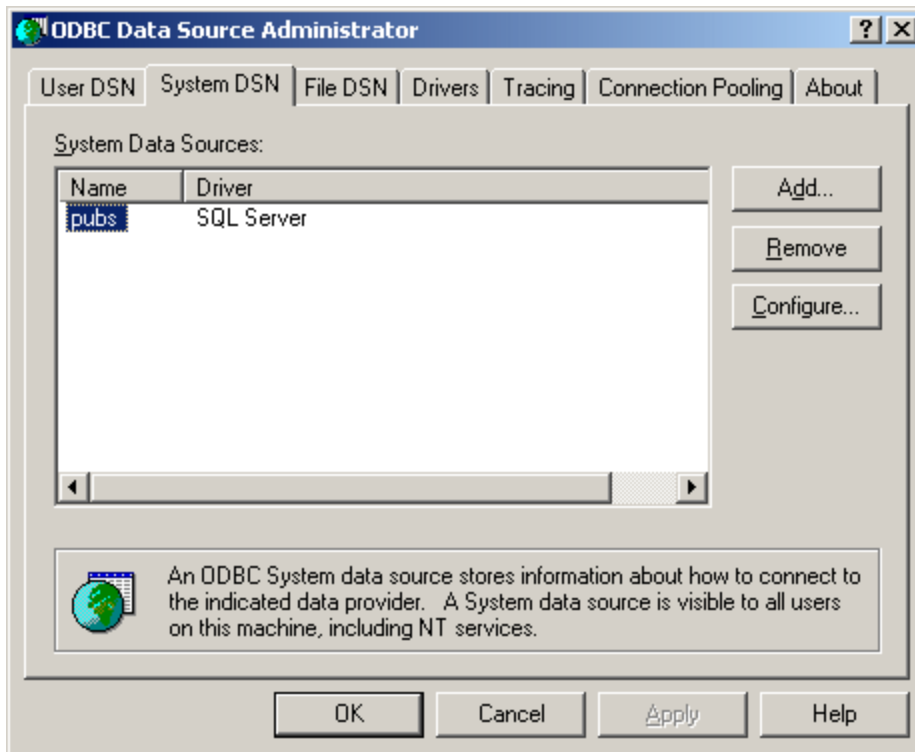 ODBC Data Source Administrator
User DSN System DSN File DSN Drivers Tracing Connection Pooling About
System Data Sources:
Name Driver
pubs SQL Server
Add...
Remove
Configure...
An ODBC System data source stores information about how to connect to
the indicated data provider. A System data source is visible to all users
on this machine, including NT services.
OK Cancel Apply Help